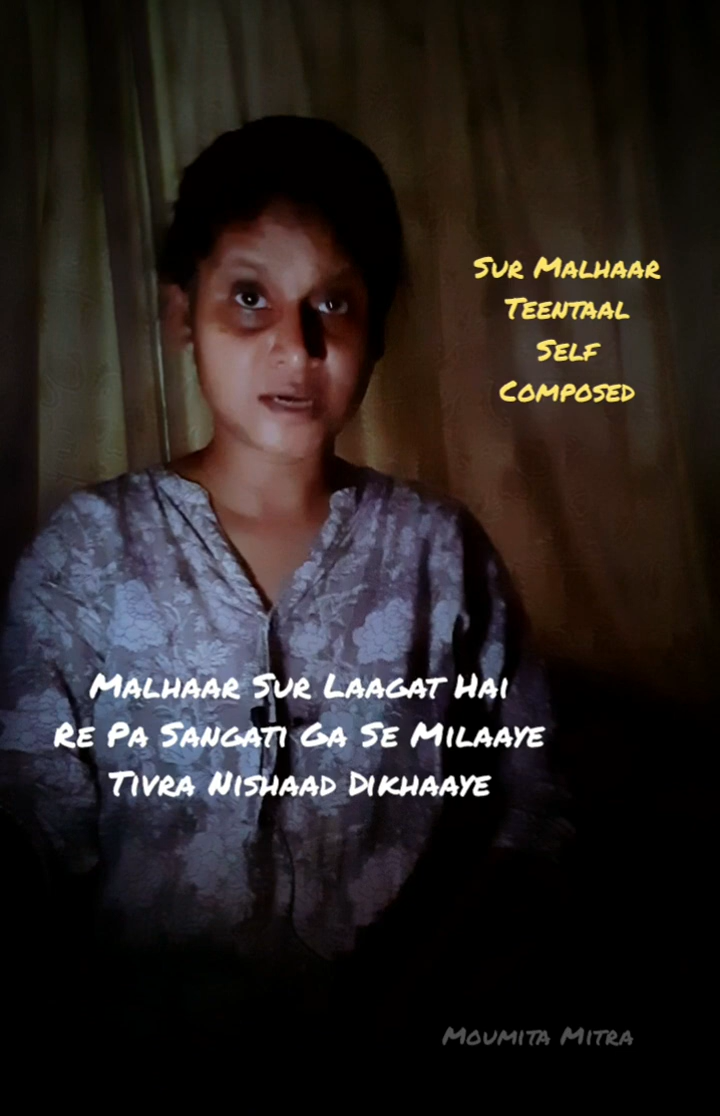 Sur Malhaar
Teentaal
Self
Composed
Malhaar Sur Laagat Hai
Re Pa Sangati Ga Se Milaaye
Tivra Nishaad Dikhaaye
Moumita Mitra